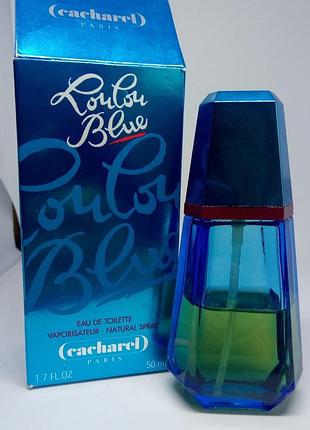 (cacharel)
PARIS
Loulou
Blue
Loulou
Blue
EAU DE TOILETTE
VAPORISATEUR - NATURAL SPRAY
(cacharel)
PARIS
1.7 FL.OZ 50 ml